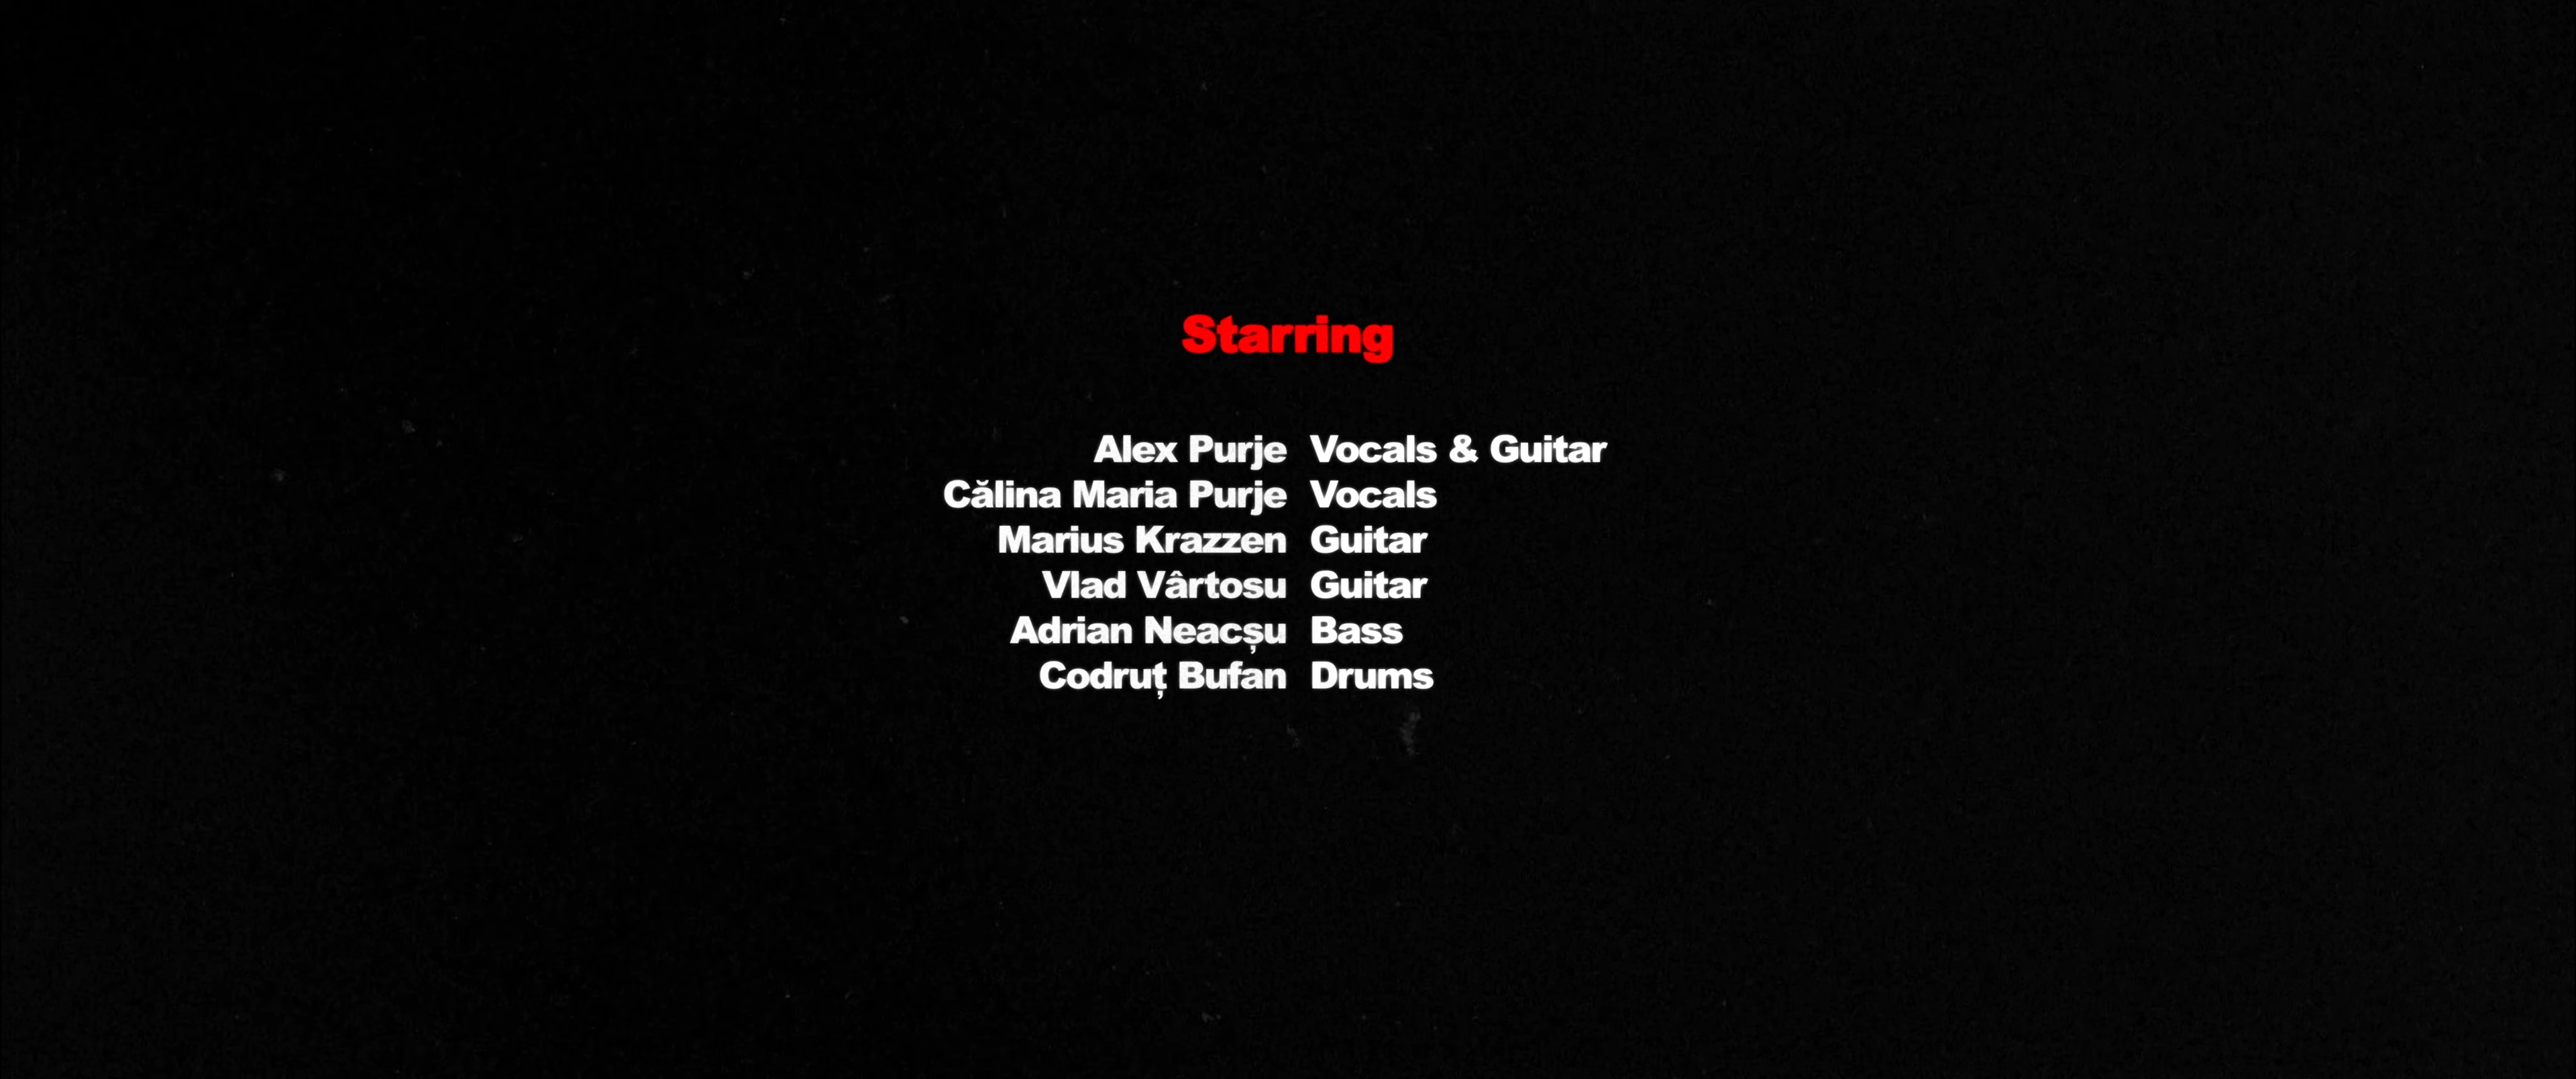 Starring
Alex Purje Vocals & Guitar
Călina Maria Purje Vocals
Marius Krazzen Guitar
Vlad Vârtosu Guitar
Adrian Neacșu Bass
Codruț Bufan Drums